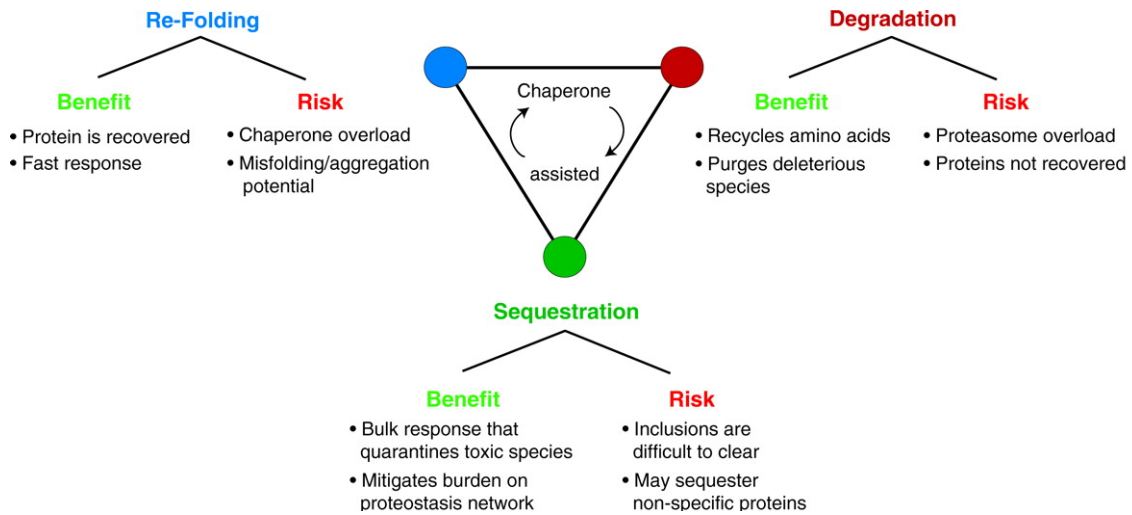 Re-Folding
Benefit
• Protein is recovered
• Fast response
Risk
• Chaperone overload
• Misfolding/aggregation
potential
Chaperone
assisted
Degradation
Benefit
• Recycles amino acids
• Purges deleterious
species
Risk
• Proteasome overload
• Proteins not recovered
Sequestration
Benefit
• Bulk response that
quarantines toxic species
• Mitigates burden on
proteostasis network
Risk
• Inclusions are
difficult to clear
• May sequester
non-specific proteins